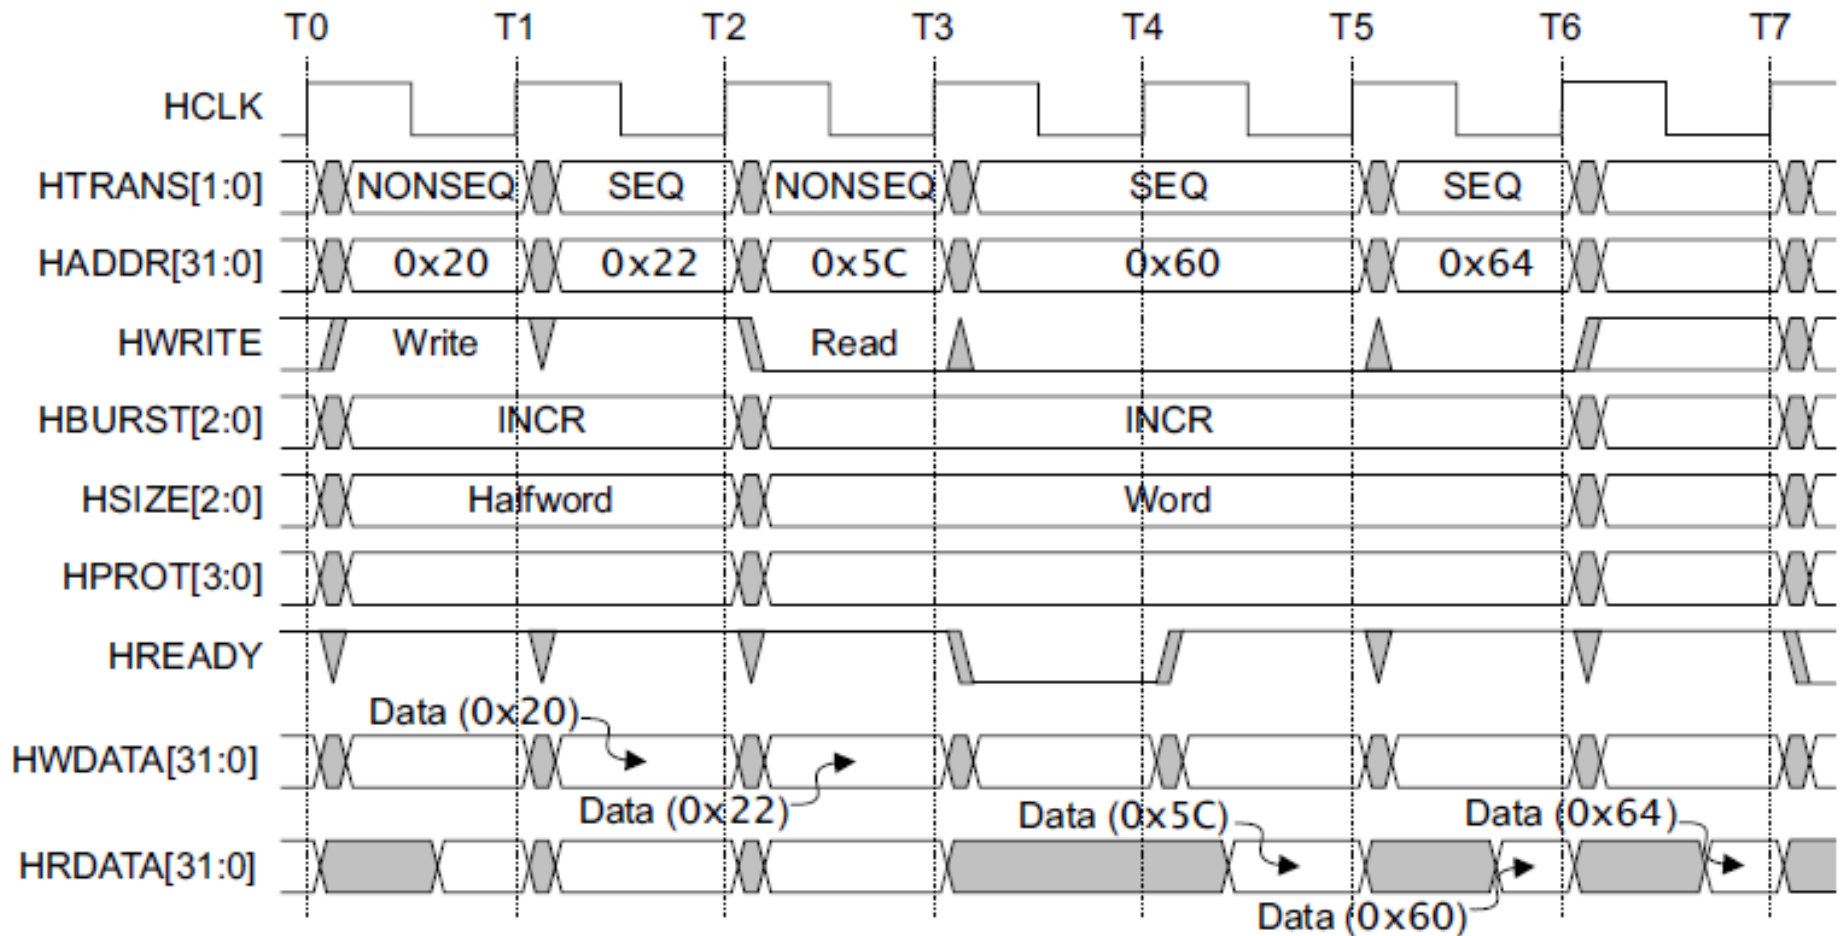 T0 T1 T2 T3 T4 T5 T6 T7
HCLK
HTRANS[1:0] NONSEQ SEQ NONSEQ SEQ SEQ
HADDR[31:0] 0x20 0x22 0x5C 0x60 0x64
HWRITE Write Read
HBURST[2:0] INCR INCR
HSIZE[2:0] Halfword Word
HPROT[3:0]
HREADY
Data (0x20)
HWDATA[31:0]
Data (0x22) Data (0x5C) Data (0x64)
HRDATA[31:0]
Data (0x60)